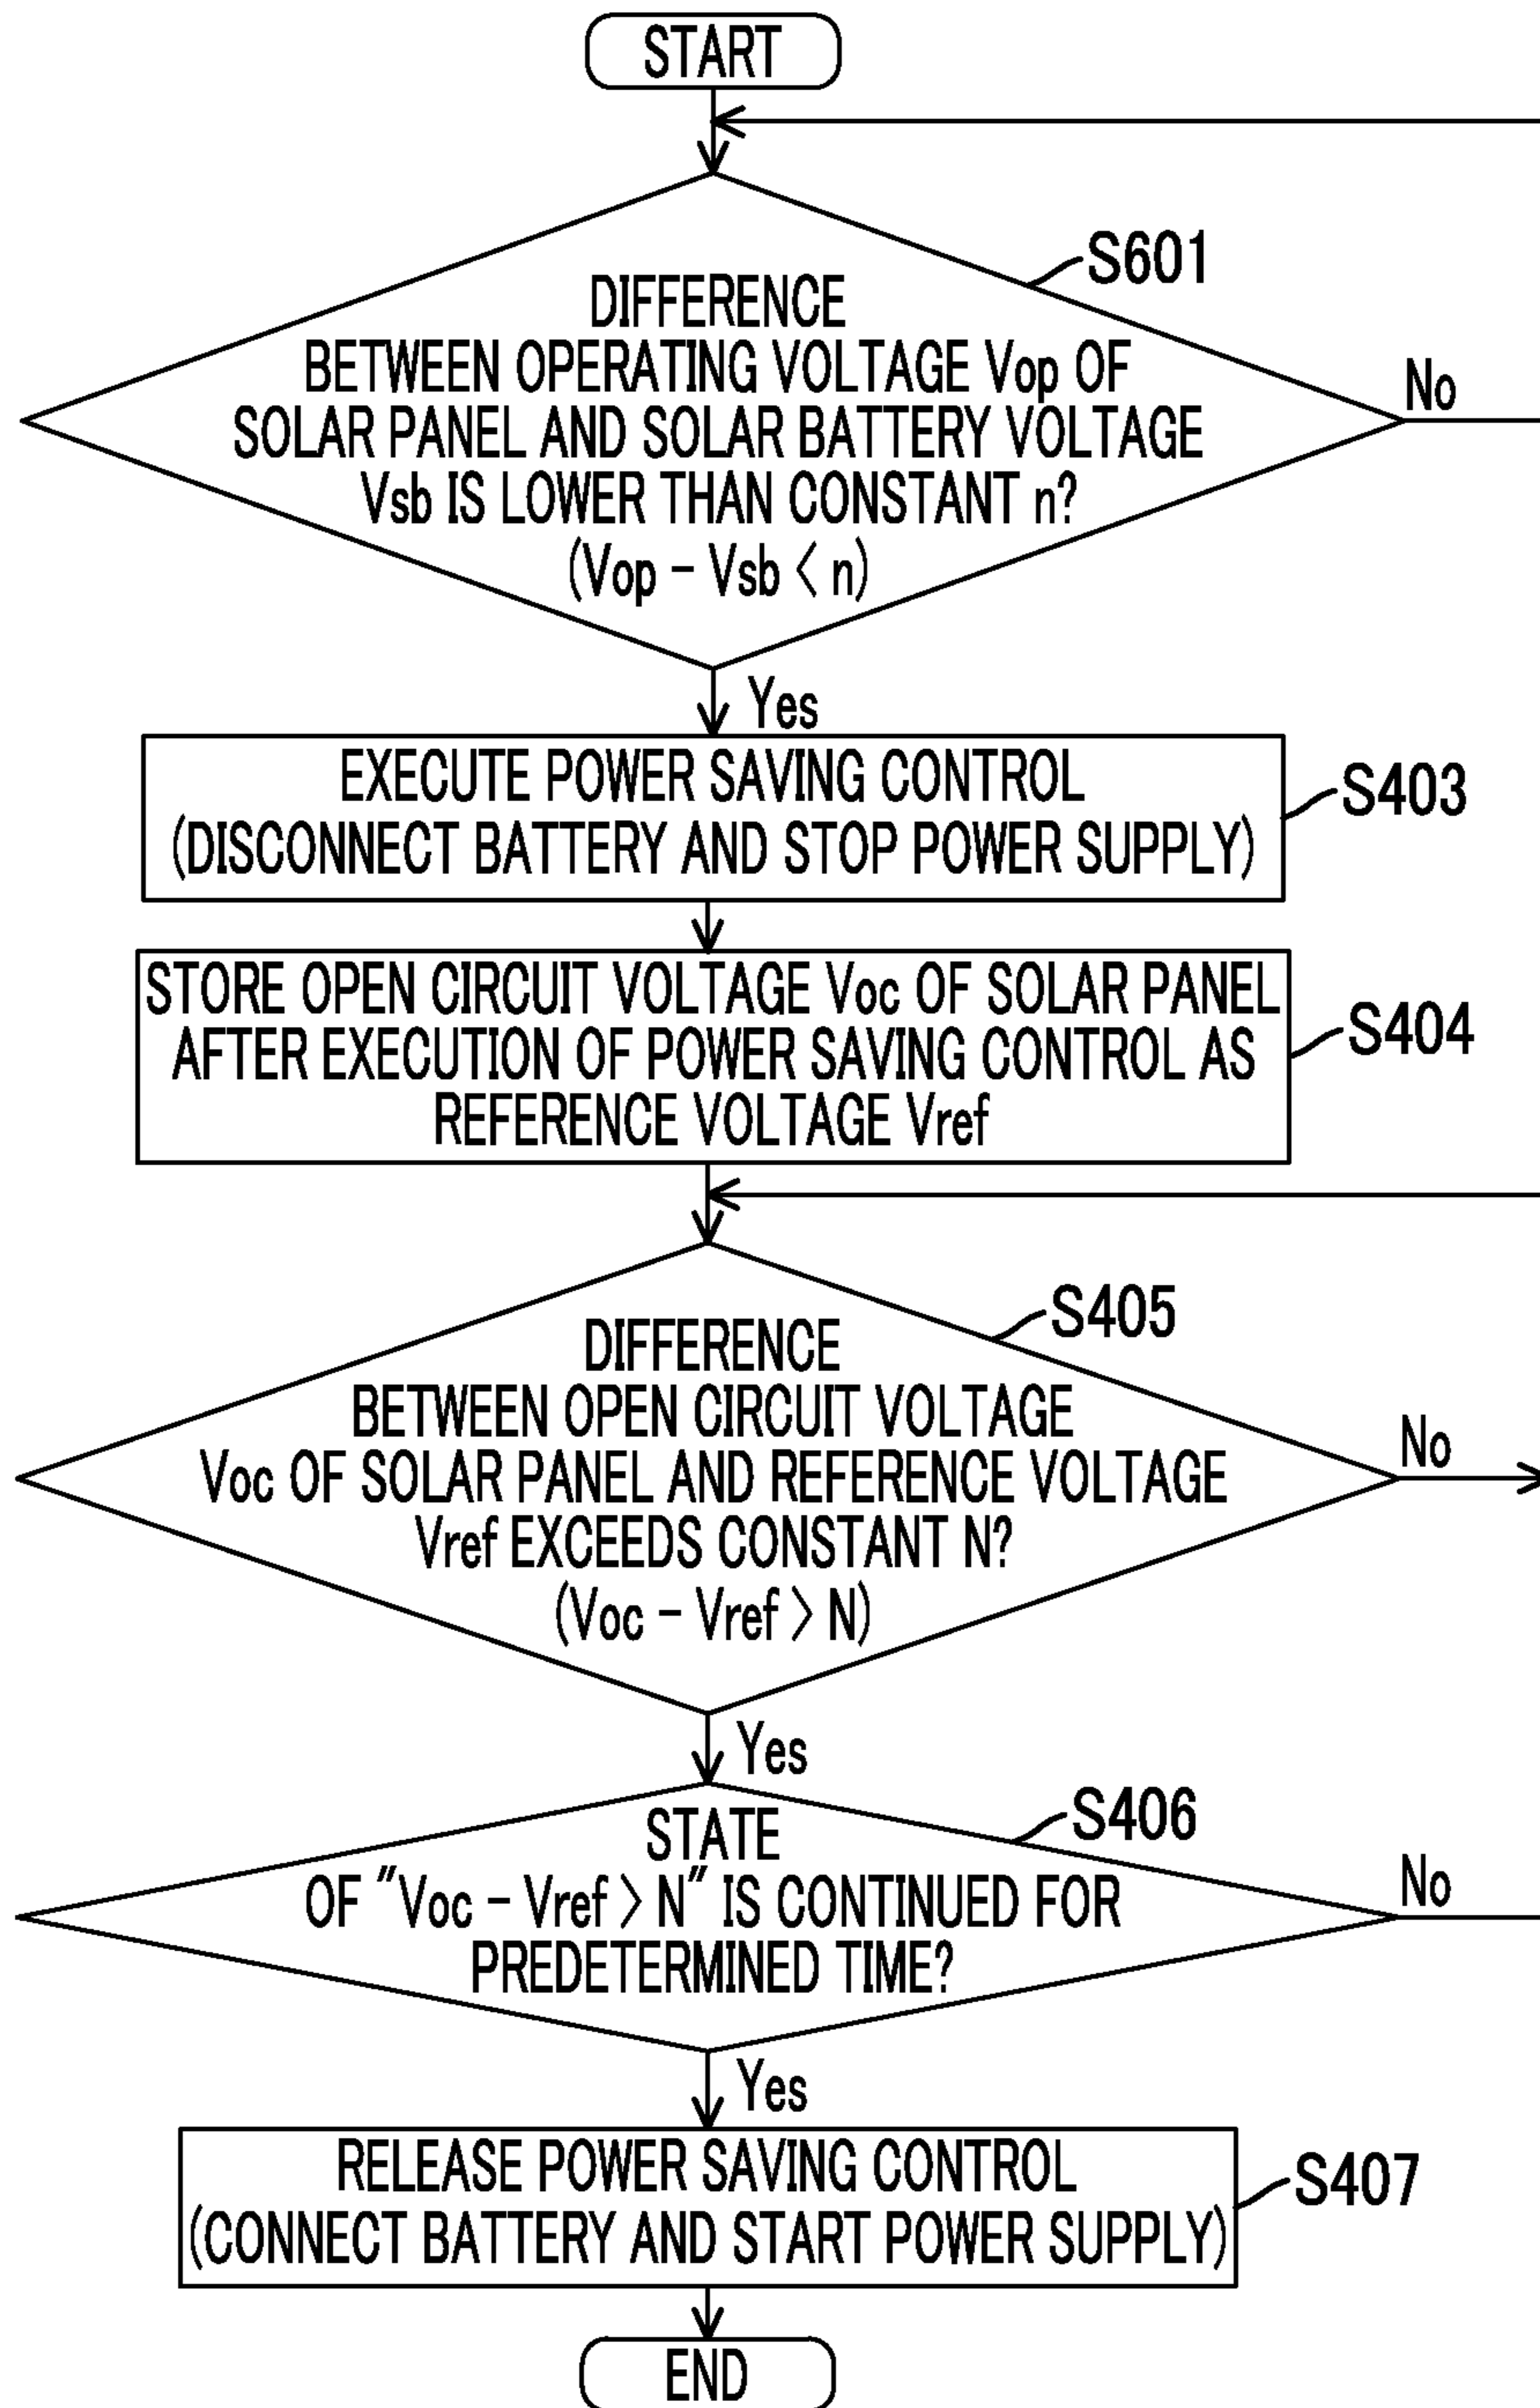 START
S601
DIFFERENCE
BETWEEN OPERATING VOLTAGE Vop OF
SOLAR PANEL AND SOLAR BATTERY VOLTAGE
Vsb IS LOWER THAN CONSTANT n?
(Vop - Vsb < n)
No
Yes
EXECUTE POWER SAVING CONTROL
(DISCONNECT BATTERY AND STOP POWER SUPPLY)
S403
STORE OPEN CIRCUIT VOLTAGE Voc OF SOLAR PANEL
AFTER EXECUTION OF POWER SAVING CONTROL AS
REFERENCE VOLTAGE Vref
S404
S405
DIFFERENCE
BETWEEN OPEN CIRCUIT VOLTAGE
Voc OF SOLAR PANEL AND REFERENCE VOLTAGE
Vref EXCEEDS CONSTANT N?
(Voc - Vref > N)
No
Yes
S406
STATE
OF "Voc - Vref > N" IS CONTINUED FOR
PREDETERMINED TIME?
No
Yes
RELEASE POWER SAVING CONTROL
(CONNECT BATTERY AND START POWER SUPPLY)
S407
END